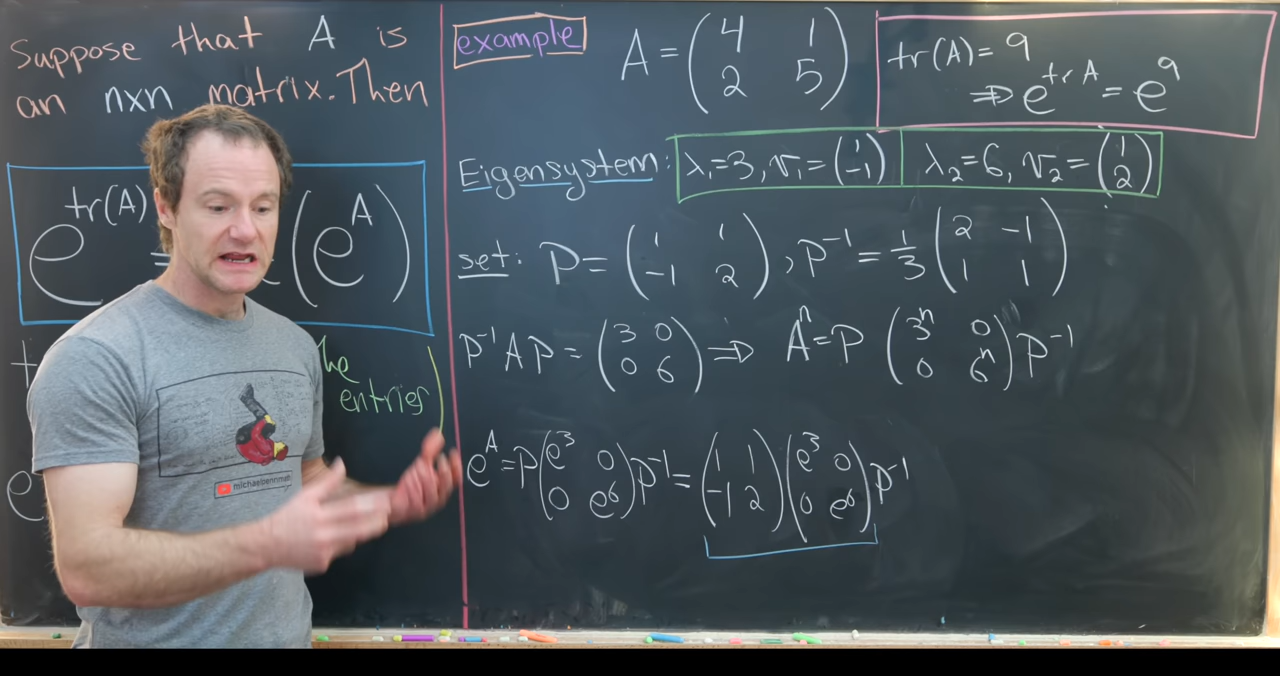 Suppose that A is
an nxn matrix. Then
e^tr(A) = (e^A)
the
entries
e
example
A = (4 1
2 5)
tr(A) = 9
⇒ e^trA = e^9
Eigensystem: λ₁=3, v₁=(1 -1) λ₂=6, v₂=(1 2)
set: P = (1 1 -1 2), P⁻¹ = 1/3 (2 -1 1 1)
P⁻¹AP = (3 0 0 6) ⇒ Aⁿ = P (3ⁿ 0 0 6ⁿ) P⁻¹
e^A = P(e³ 0 0 e⁶)P⁻¹ = (1 1 -1 2)(e³ 0 0 e⁶)P⁻¹